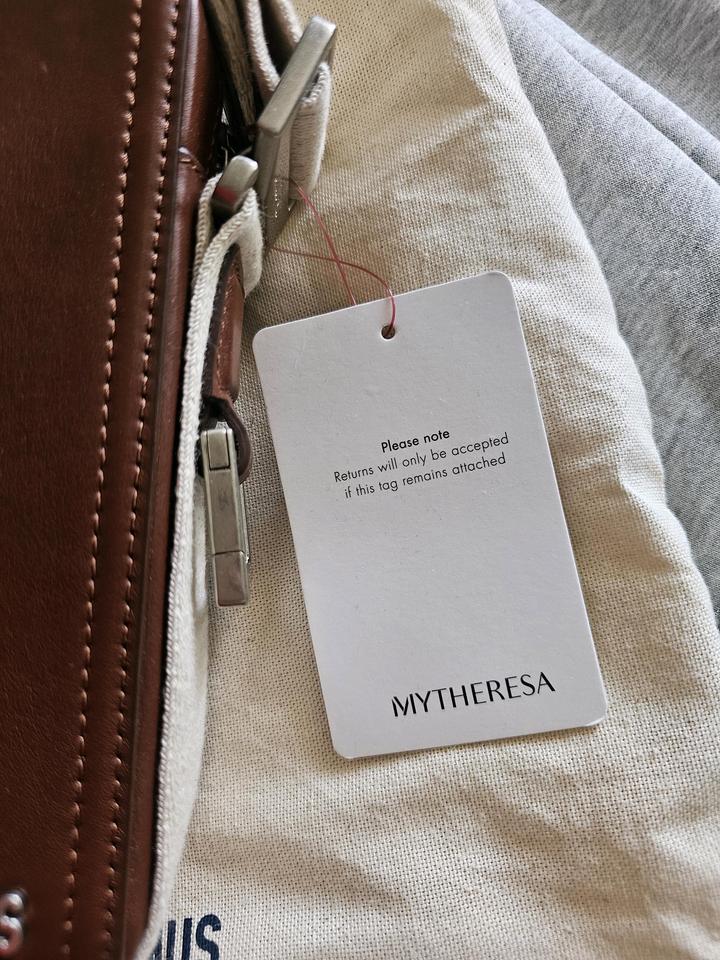 Please note
Returns will only be accepted
if this tag remains attached
MYTHERESA